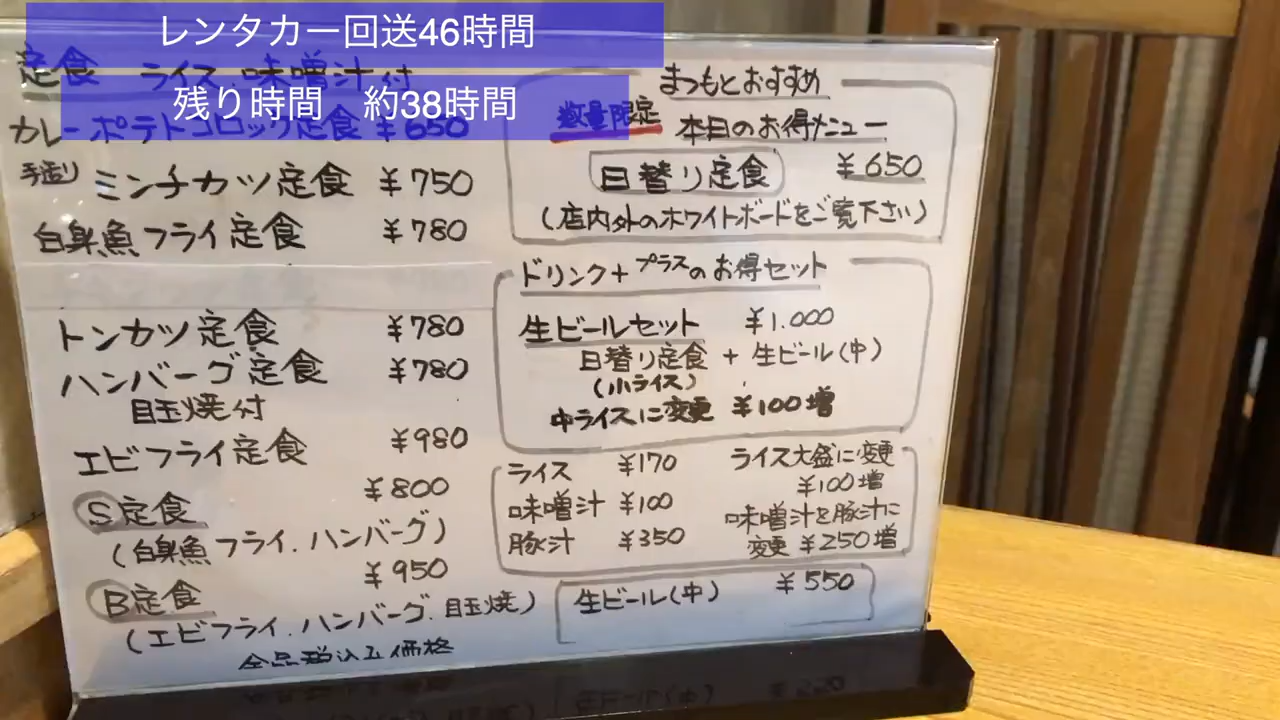 レンタカー回送46時間
残り時間　約38時間
定食 ライス、味噌汁付
カレーポテトコロッケ定食 ¥650
手造り ミンチカツ定食 ¥750
白身魚フライ定食 ¥780
トンカツ定食 ¥780
ハンバーグ定食 ¥780
目玉焼付
エビフライ定食 ¥980
S定食 ¥800
(白身魚フライ、ハンバーグ)
B定食 ¥950
(エビフライ、ハンバーグ、目玉焼)
全品税込み価格
まつもとおすすめ
数量限定 本日のお得メニュー
日替り定食 ¥650
(店内外のホワイトボードをご覧下さい)
ドリンク+プラスのお得セット
生ビールセット ¥1.000
日替り定食 + 生ビール(中)
(小ライス)
中ライスに変更 ¥100増
ライス ¥170
味噌汁 ¥100
豚汁 ¥350
ライス大盛に変更
¥100増
味噌汁を豚汁に
変更 ¥250増
生ビール(中) ¥550